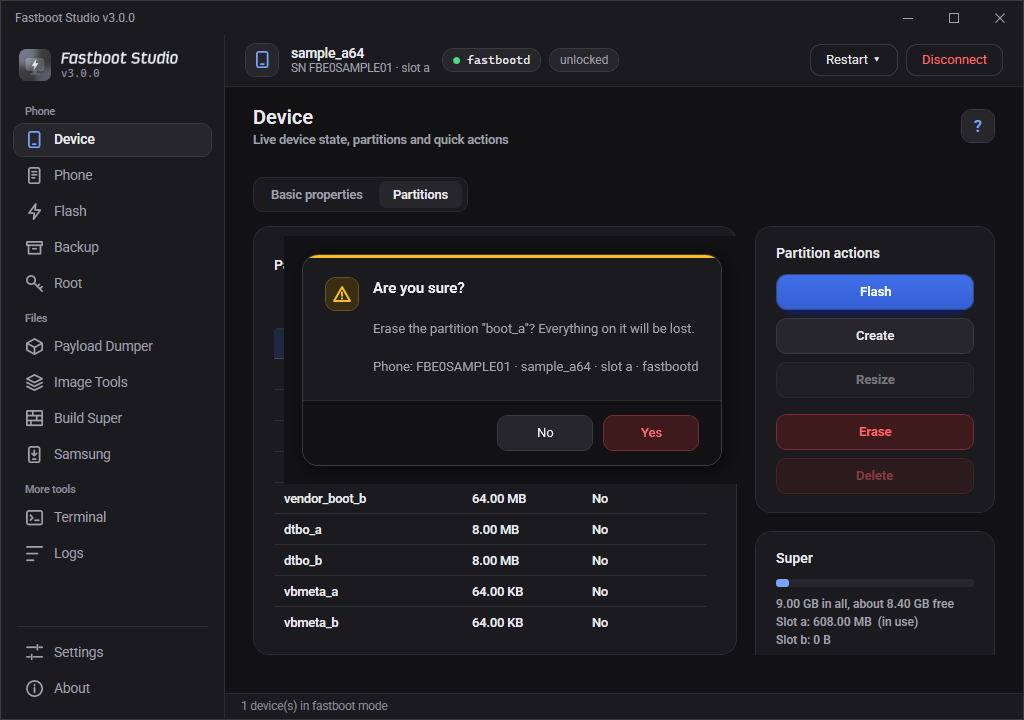 Fastboot Studio v3.0.0
Fastboot Studio
v3.0.0
Phone
Device
Phone
Flash
Backup
Root
Files
Payload Dumper
Image Tools
Build Super
Samsung
More tools
Terminal
Logs
Settings
About
sample_a64
SN FBE0SAMPLE01 · slot a
fastbootd
unlocked
Restart ▾
Disconnect
Device
Live device state, partitions and quick actions
?
Basic properties
Partitions
Are you sure?
Erase the partition "boot_a"? Everything on it will be lost.
Phone: FBE0SAMPLE01 · sample_a64 · slot a · fastbootd
No
Yes
vendor_boot_b 64.00 MB No
dtbo_a 8.00 MB No
dtbo_b 8.00 MB No
vbmeta_a 64.00 KB No
vbmeta_b 64.00 KB No
Partition actions
Flash
Create
Resize
Erase
Delete
Super
9.00 GB in all, about 8.40 GB free
Slot a: 608.00 MB (in use)
Slot b: 0 B
1 device(s) in fastboot mode